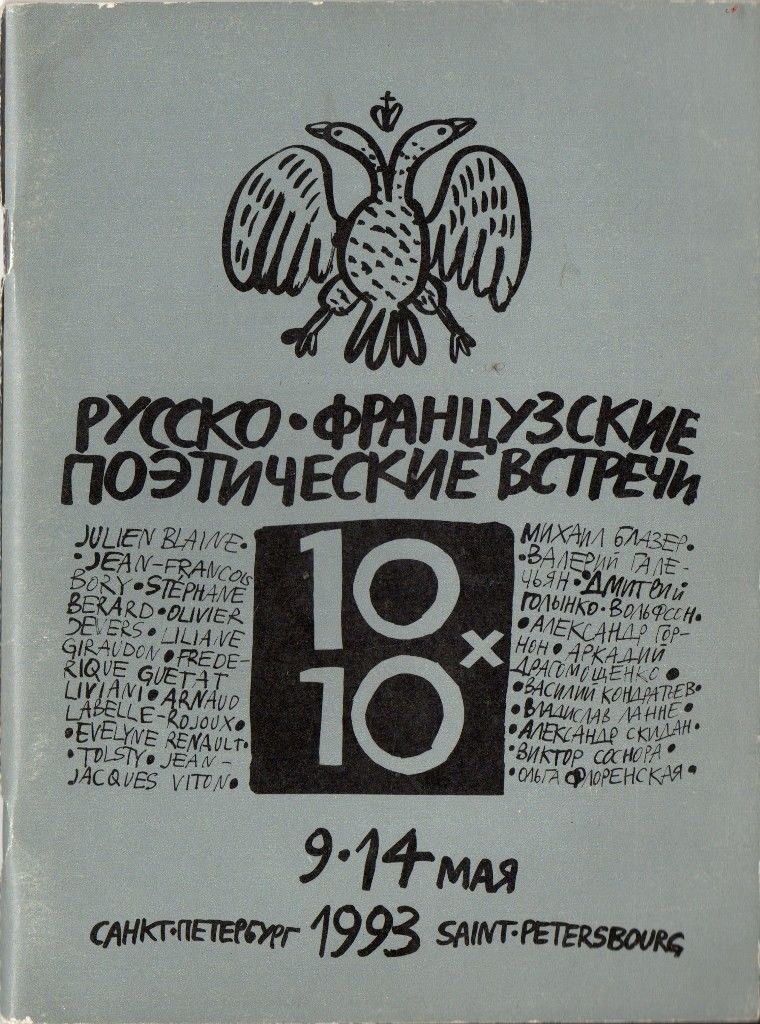 РУССКО·ФРАНЦУЗСКИЕ
ПОЭТИЧЕСКИЕ ВСТРЕЧИ
JULIEN BLAINE•
•JEAN-FRANCOIS
BORY•STEPHANE
BERARD•OLIVIER
DEVERS•LILIANE
GIRAUDON•FREDE-
RIQUE GUETAT
LIVIANI•ARNAUD
LABELLE-ROJOUX•
•EVELYNE RENAULT•
•TOLSTY•JEAN-
JACQUES VITON•
10
×
10
МИХАИЛ БЛАЗЕР•
•ВАЛЕРИЙ ГАЛЕ-
ЧЬЯН•ДМИТРИЙ
ГОЛЫНКО-ВОЛЬФСОН•
•АЛЕКСАНДР ГОР-
НОН•АРКАДИЙ
ДРАГОМОЩЕНКО•
•ВАСИЛИЙ КОНДРАТЬЕВ•
•ВЛАДИСЛАВ ЛАННЕ•
•АЛЕКСАНДР СКИДАН•
•ВИКТОР СОСНОРА•
•ОЛЬГА ФЛОРЕНСКАЯ•
9·14 МАЯ
САНКТ·ПЕТЕРБУРГ 1993 SAINT·PETERSBOURG